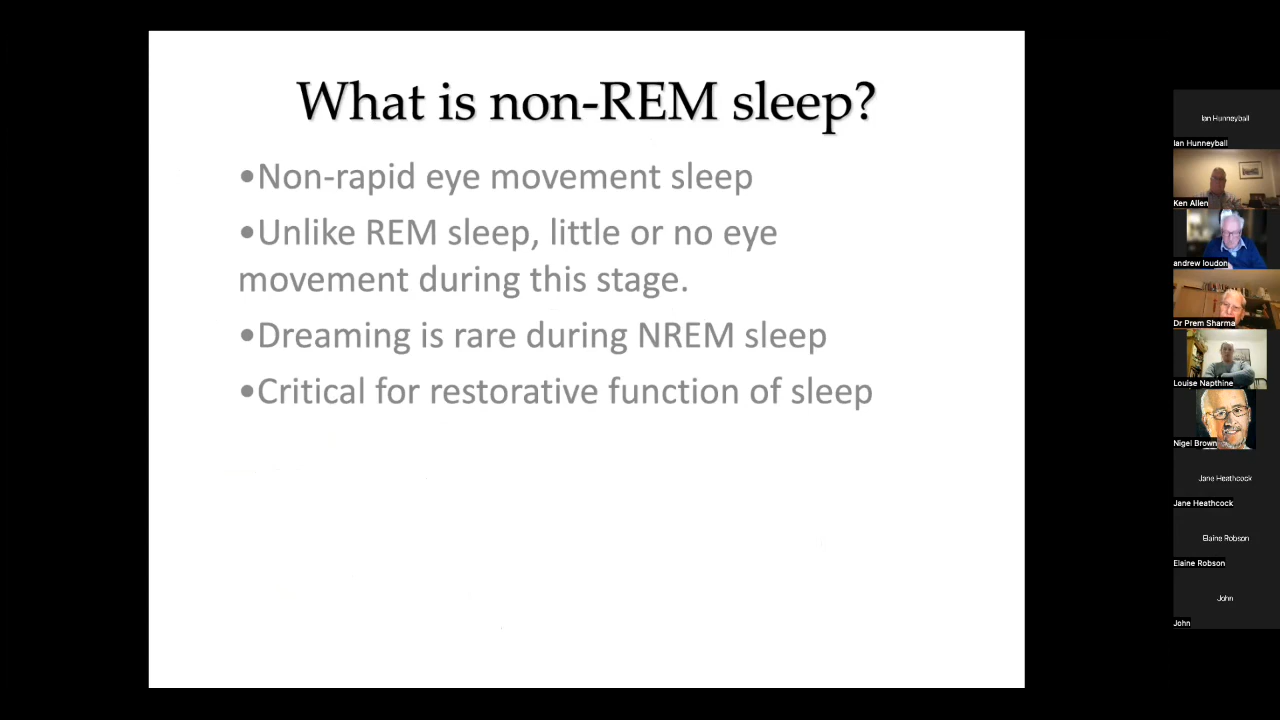 What is non-REM sleep?
•Non-rapid eye movement sleep
•Unlike REM sleep, little or no eye
movement during this stage.
•Dreaming is rare during NREM sleep
•Critical for restorative function of sleep
Ian Hunneyball
Ian Hunneyball
Ken Allen
andrew loudon
Dr Prem Sharma
Louise Napthine
Nigel Brown
Jane Heathcock
Jane Heathcock
Elaine Robson
Elaine Robson
John
John